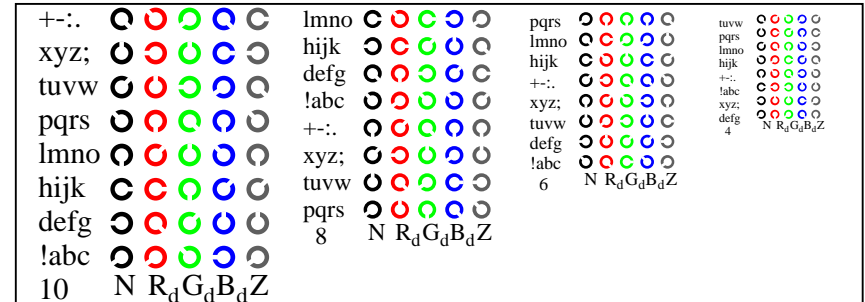 +-:.
xyz;
tuvw
pqrs
lmno
hijk
defg
!abc
10 N RdGdBdZ
lmno
hijk
defg
!abc
+-:.
xyz;
tuvw
pqrs
8 N RdGdBdZ
pqrs
lmno
hijk
+-:.
xyz;
tuvw
defg
!abc
6 N RdGdBdZ
tuvw
pqrs
lmno
hijk
+-:.
!abc
xyz;
defg
4 N RdGdBdZ